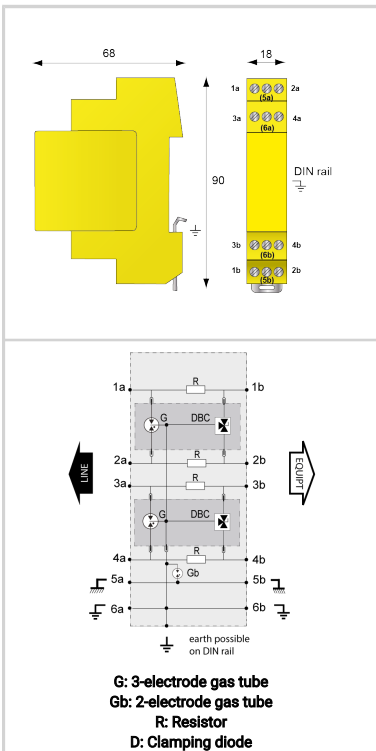 68
18
1a
2a
(5a)
3a
4a
(6a)
90
DIN rail
3b
4b
(6b)
1b
2b
(5b)
R
1a
1b
G
DBC
LINE
EQUIPT
R
2a
2b
3a
R
3b
G
DBC
R
4a
4b
Gb
5a
5b
6a
6b
earth possible
on DIN rail
G: 3-electrode gas tube
Gb: 2-electrode gas tube
R: Resistor
D: Clamping diode